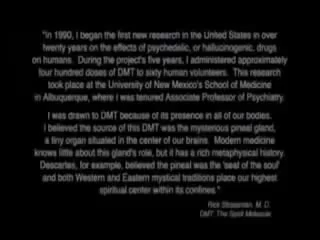 "In 1990, I began the first new research in the United States in over
twenty years on the effects of psychedelic, or hallucinogenic, drugs
on humans. During the project's five years, I administered approximately
four hundred doses of DMT to sixty human volunteers. This research
took place at the University of New Mexico's School of Medicine
in Albuquerque, where I was tenured Associate Professor of Psychiatry.
I was drawn to DMT because of its presence in all of our bodies.
I believed the source of this DMT was the mysterious pineal gland,
a tiny organ situated in the center of our brains. Modern medicine
knows little about this gland's role, but it has a rich metaphysical history.
Descartes, for example, believed the pineal was the 'seat of the soul'
and both Western and Eastern mystical traditions place our highest
spiritual center within its confines."
Rick Strassman, M. D.
DMT: The Spirit Molecule